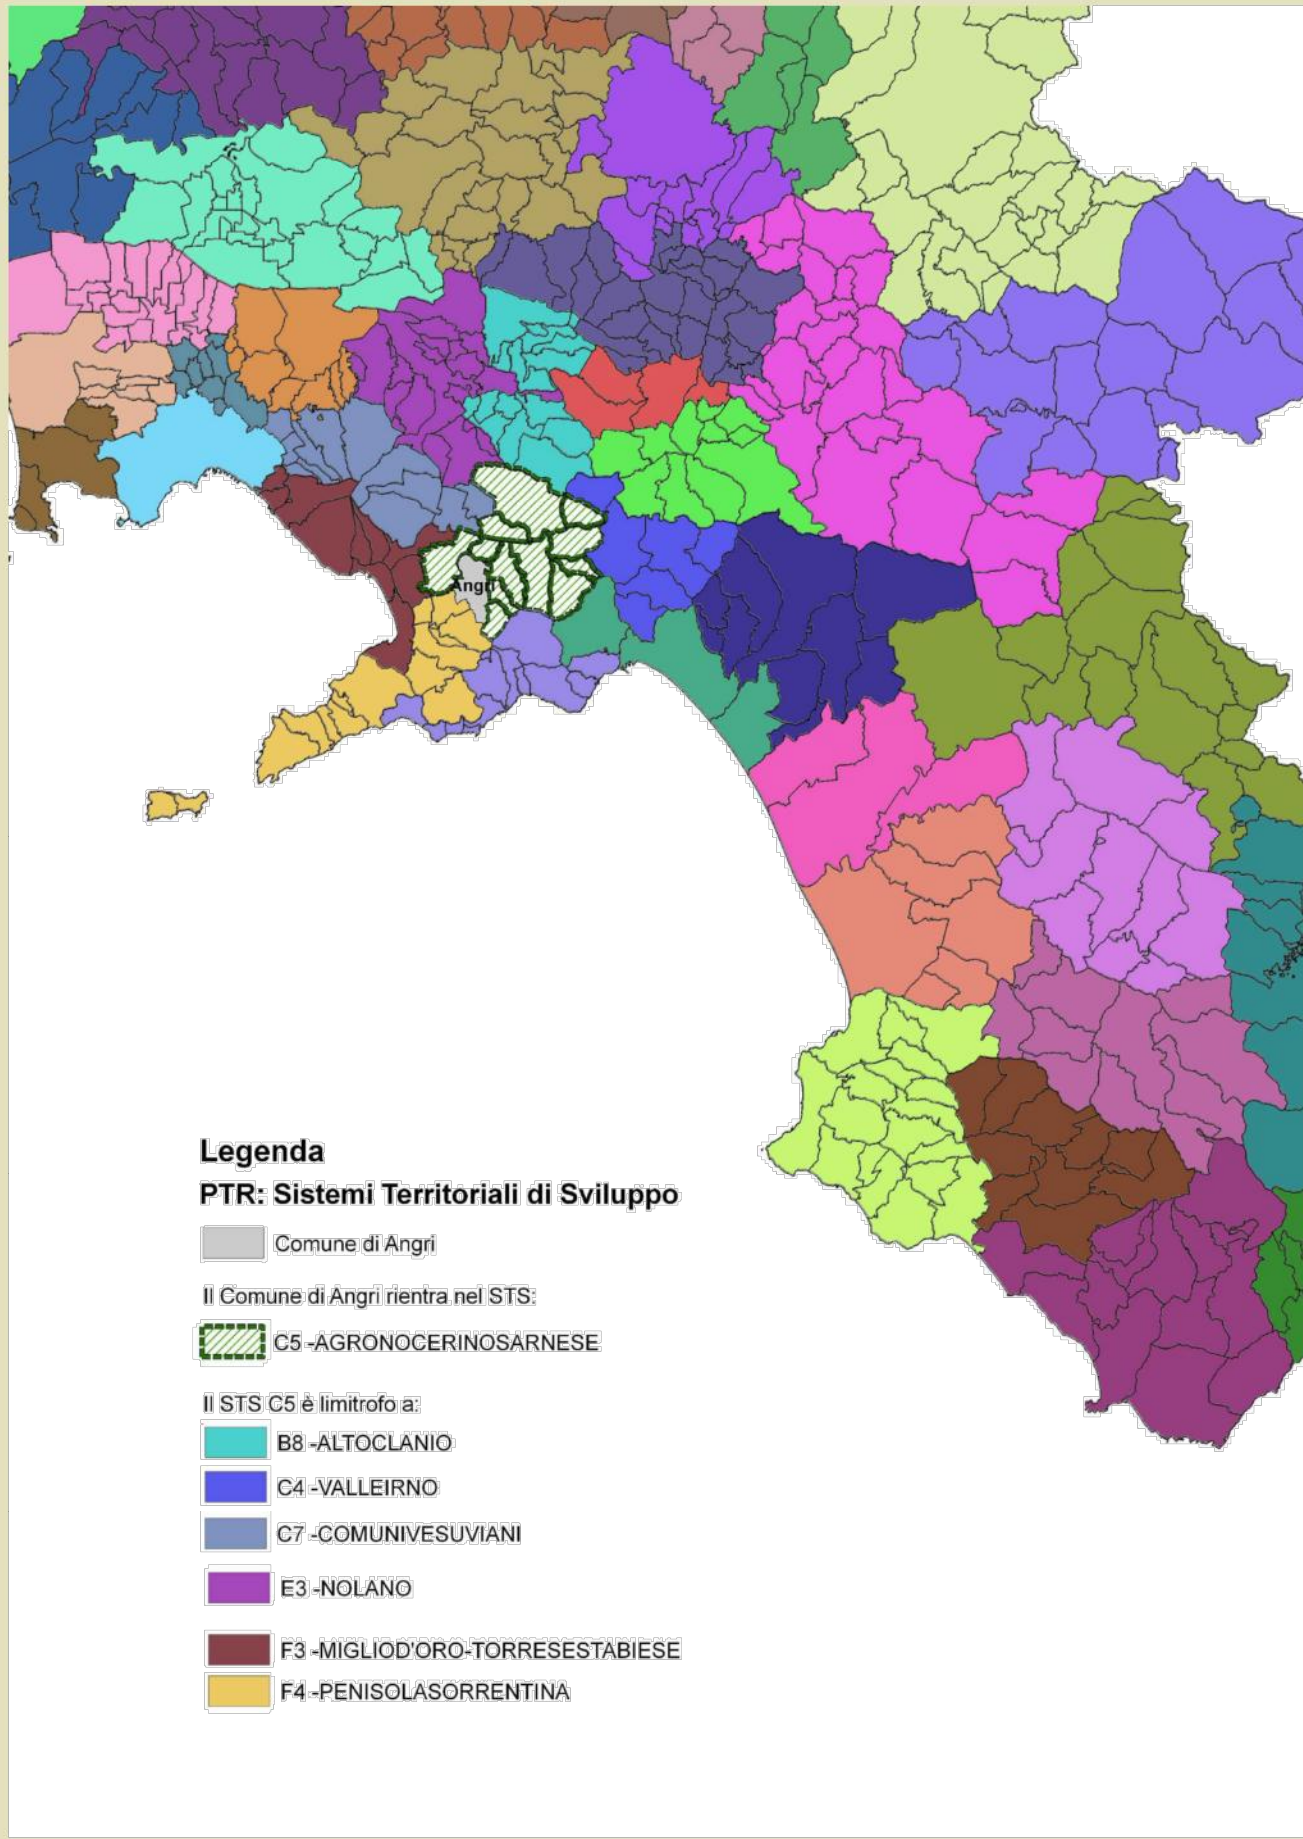 Angri
Legenda
PTR: Sistemi Territoriali di Sviluppo
Comune di Angri
Il Comune di Angri rientra nel STS:
C5 -AGRONOCERINOSARNESE
Il STS C5 è limitrofo a:
B8 -ALTOCLANIO
C4 -VALLEIRNO
C7 -COMUNIVESUVIANI
E3 -NOLANO
F3 -MIGLIOD'ORO-TORRESESTABIESE
F4 -PENISOLASORRENTINA